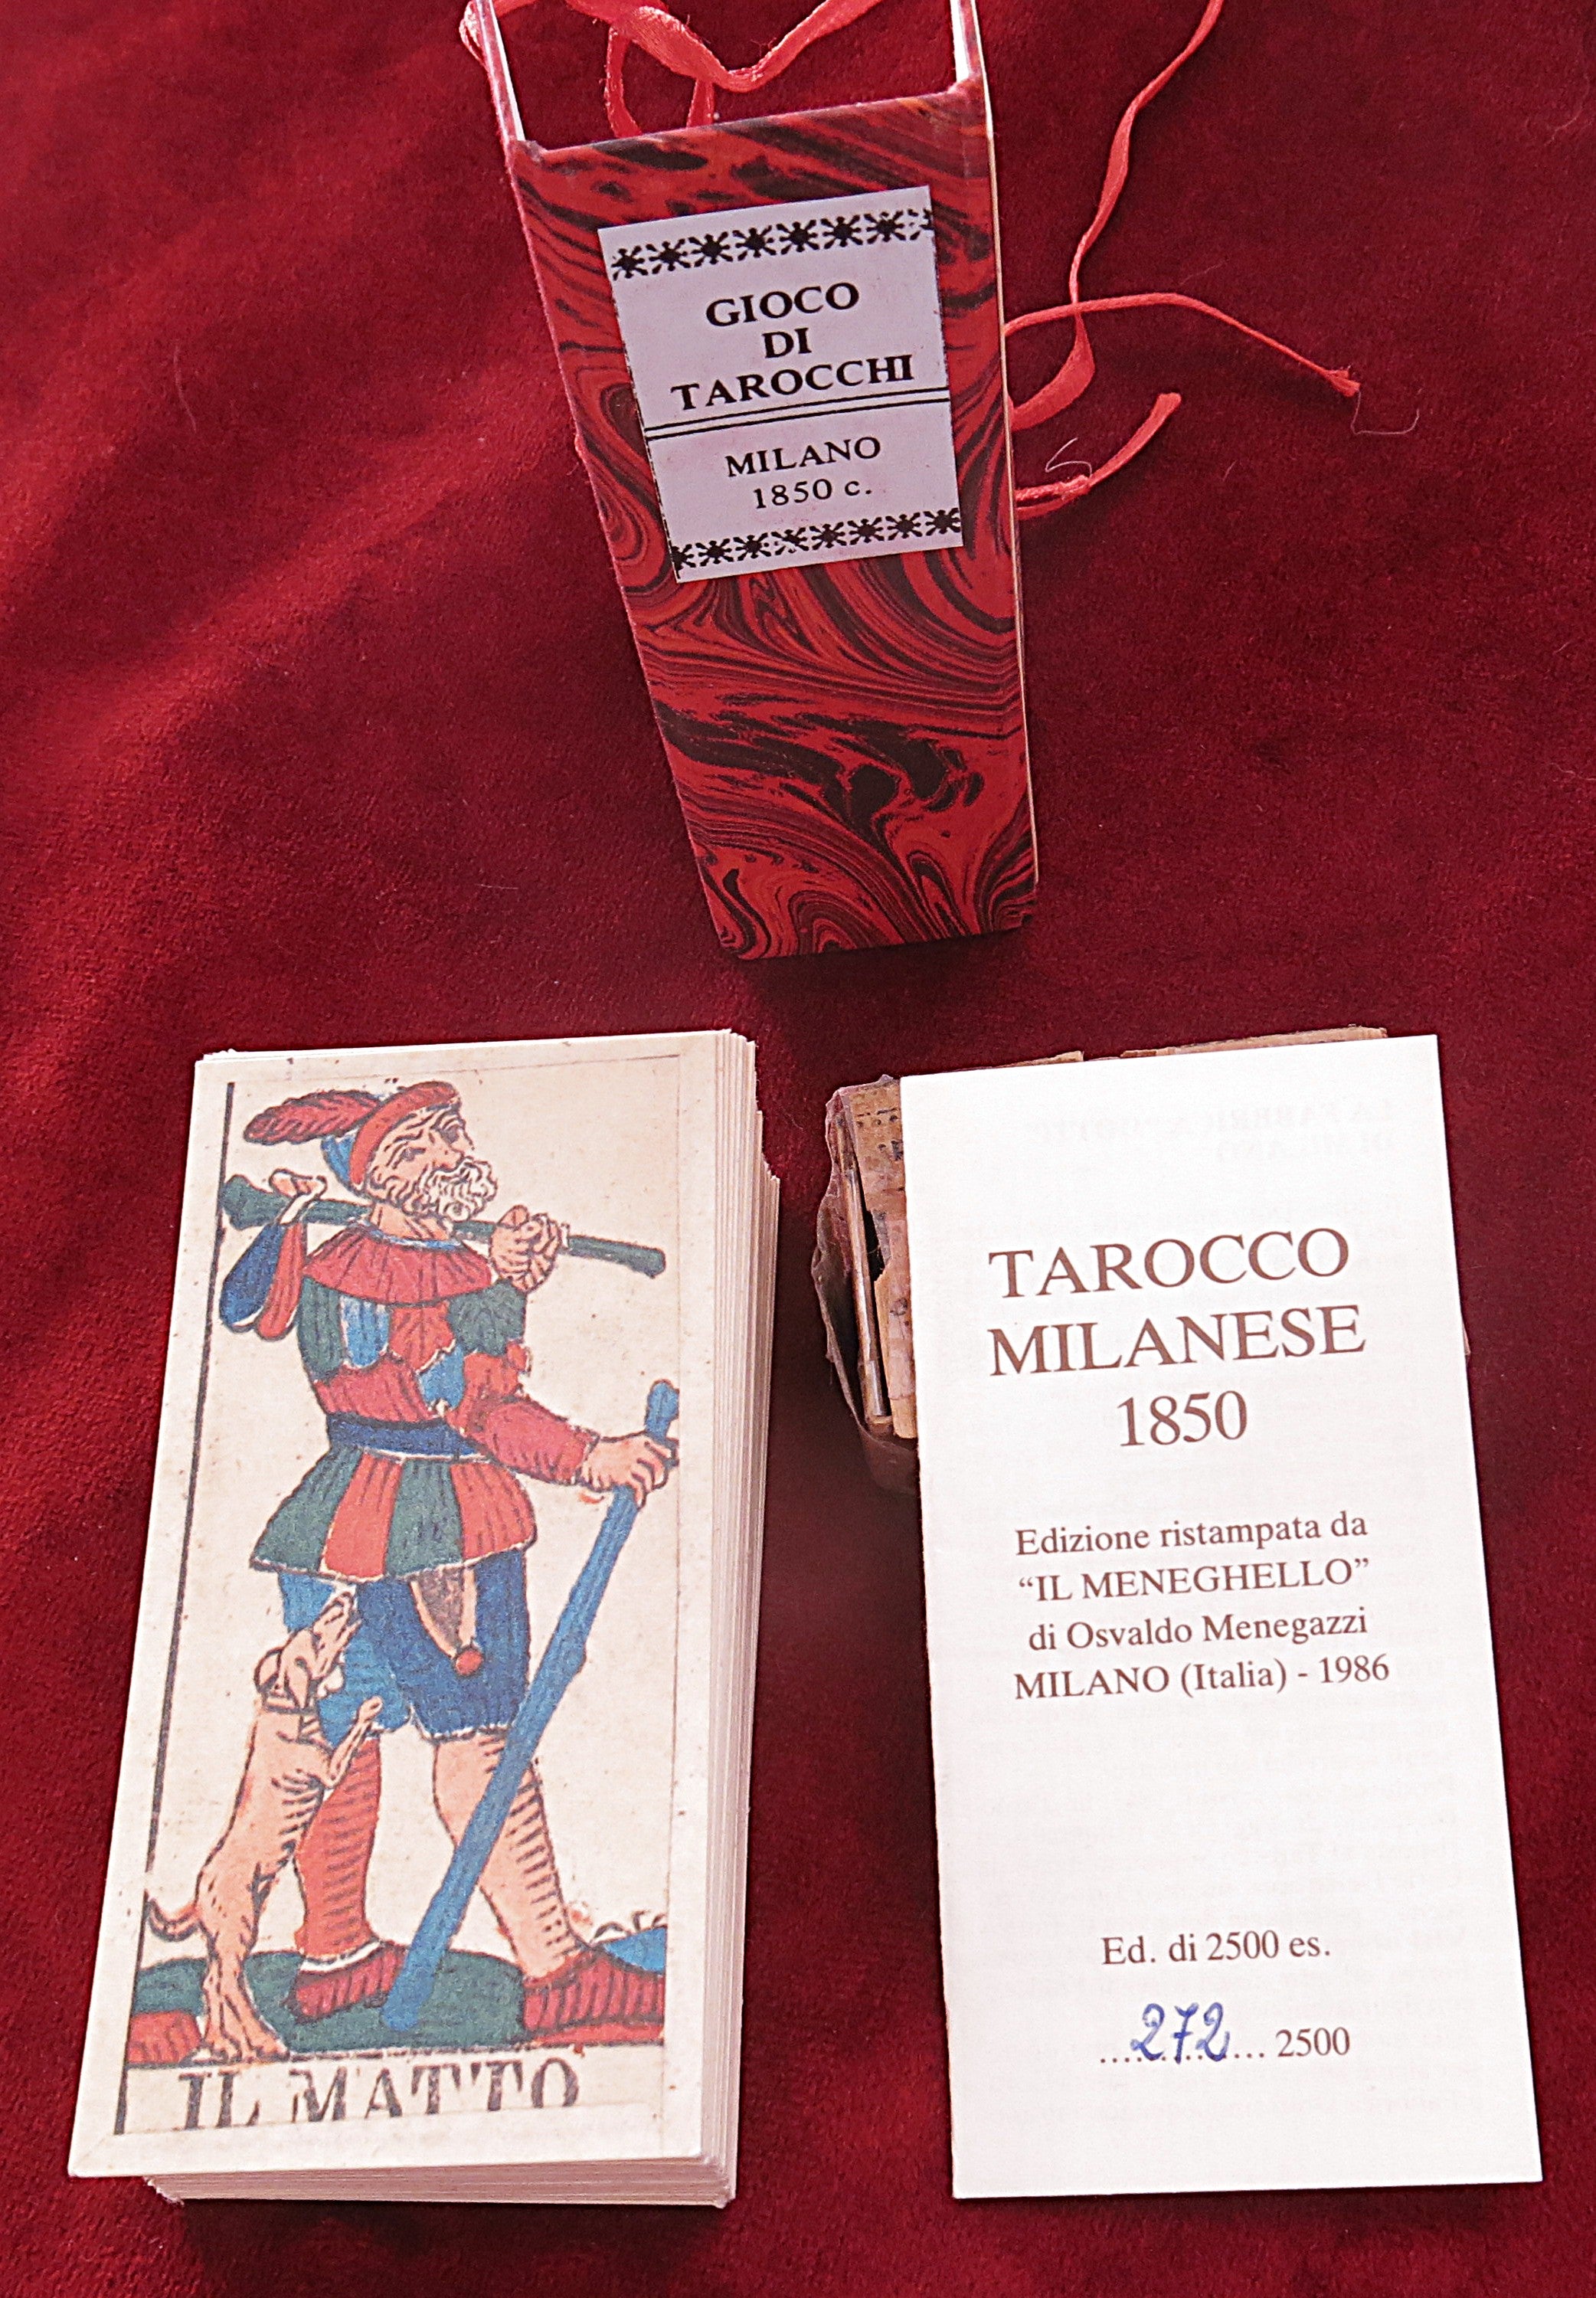 GIOCO
DI
TAROCCHI
MILANO
1850 c.
IL MATTO
TAROCCO
MILANESE
1850
Edizione ristampata da
“IL MENEGHELLO”
di Osvaldo Menegazzi
MILANO (Italia) - 1986
Ed. di 2500 es.
....272.... 2500